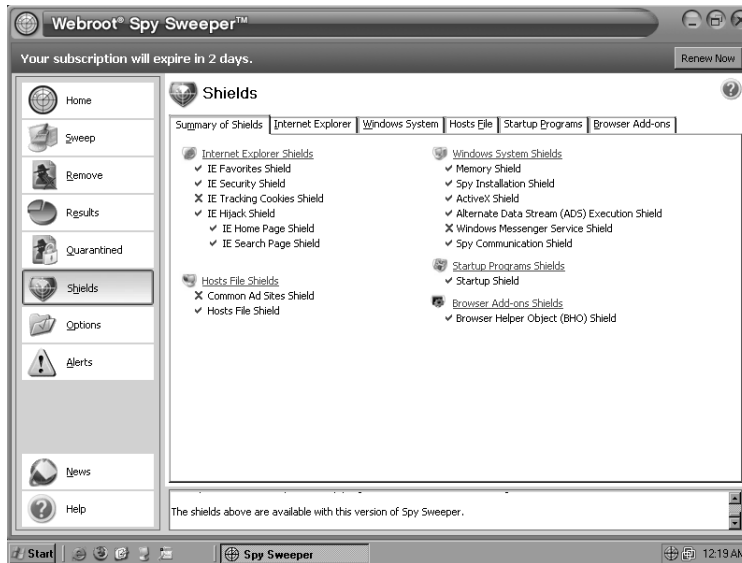 Webroot® Spy Sweeper™
Your subscription will expire in 2 days.
Renew Now
Home
Sweep
Remove
Results
Quarantined
Shields
Options
Alerts
News
Help
Shields
Summary of Shields
Internet Explorer
Windows System
Hosts File
Startup Programs
Browser Add-ons
Internet Explorer Shields
IE Favorites Shield
IE Security Shield
IE Tracking Cookies Shield
IE Hijack Shield
IE Home Page Shield
IE Search Page Shield
Hosts File Shields
Common Ad Sites Shield
Hosts File Shield
Windows System Shields
Memory Shield
Spy Installation Shield
ActiveX Shield
Alternate Data Stream (ADS) Execution Shield
Windows Messenger Service Shield
Spy Communication Shield
Startup Programs Shields
Startup Shield
Browser Add-ons Shields
Browser Helper Object (BHO) Shield
The shields above are available with this version of Spy Sweeper.
Start
Spy Sweeper
12:19 AM